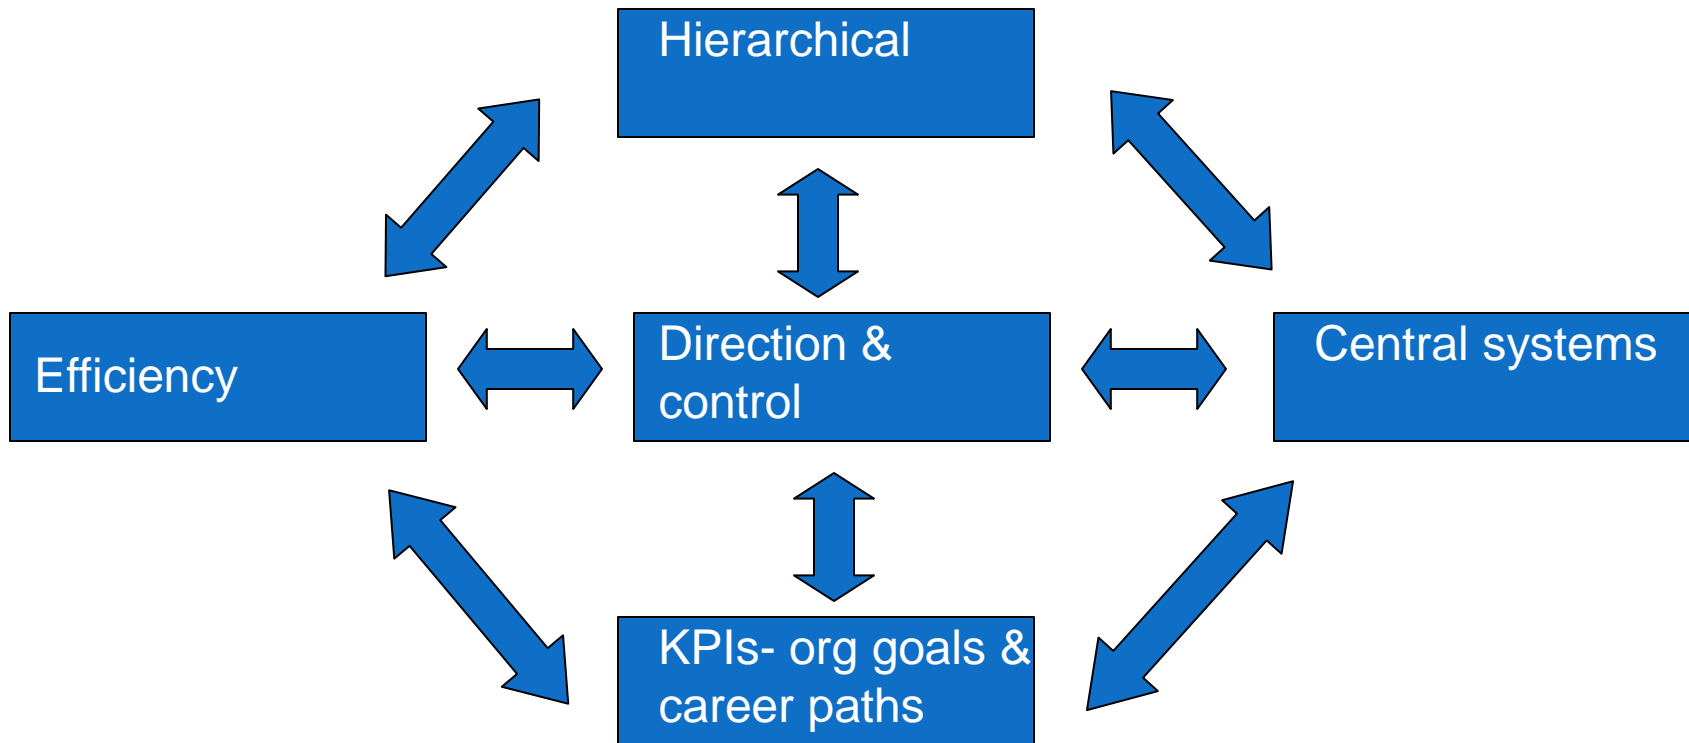 Hierarchical
Efficiency
Direction &
control
Central systems
KPIs- org goals &
career paths